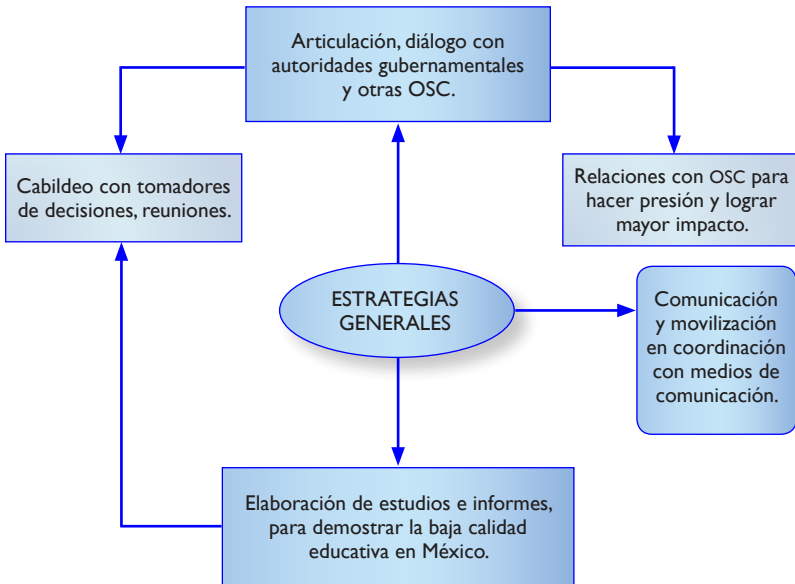 Articulación, diálogo con
autoridades gubernamentales
y otras OSC.
Cabildeo con tomadores
de decisiones, reuniones.
Relaciones con OSC para
hacer presión y lograr
mayor impacto.
ESTRATEGIAS
GENERALES
Comunicación
y movilización
en coordinación
con medios de
comunicación.
Elaboración de estudios e informes,
para demostrar la baja calidad
educativa en México.